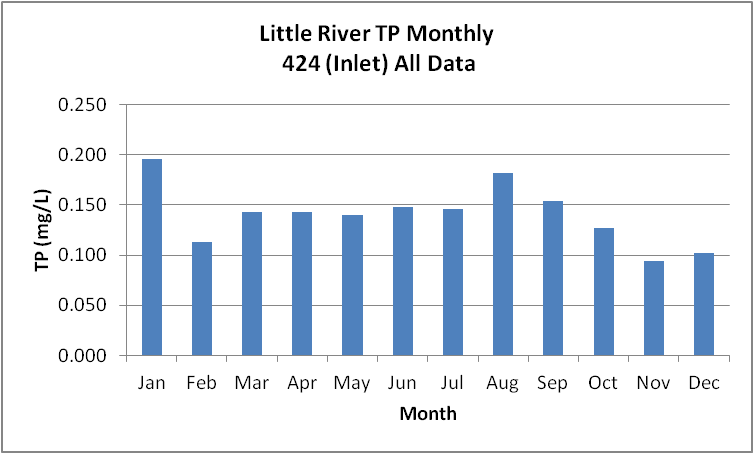 Little River TP Monthly
424 (Inlet) All Data
0.250
0.200
0.150
0.100
0.050
0.000
TP (mg/L)
Jan Feb Mar Apr May Jun Jul Aug Sep Oct Nov Dec
Month